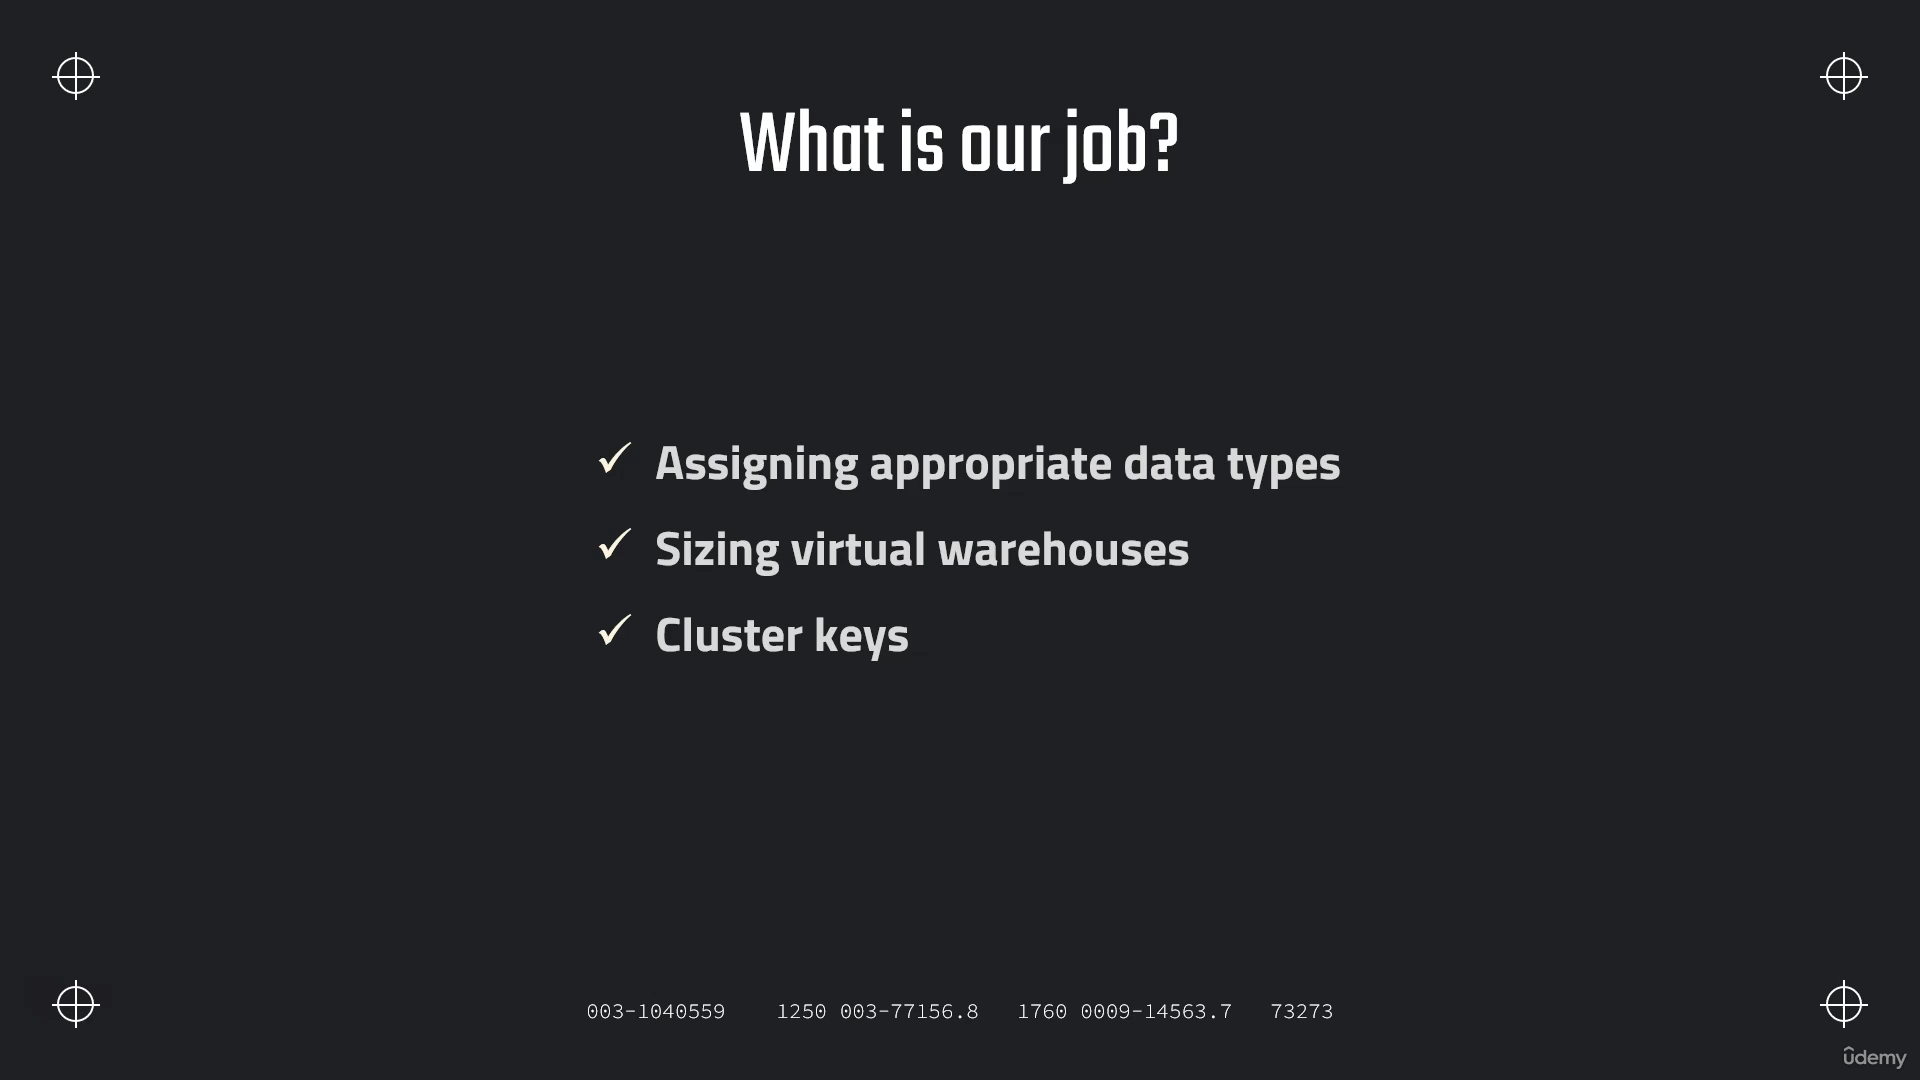 What is our job?
✓ Assigning appropriate data types
✓ Sizing virtual warehouses
✓ Cluster keys
003-1040559 1250 003-77156.8 1760 0009-14563.7 73273
ûdemy